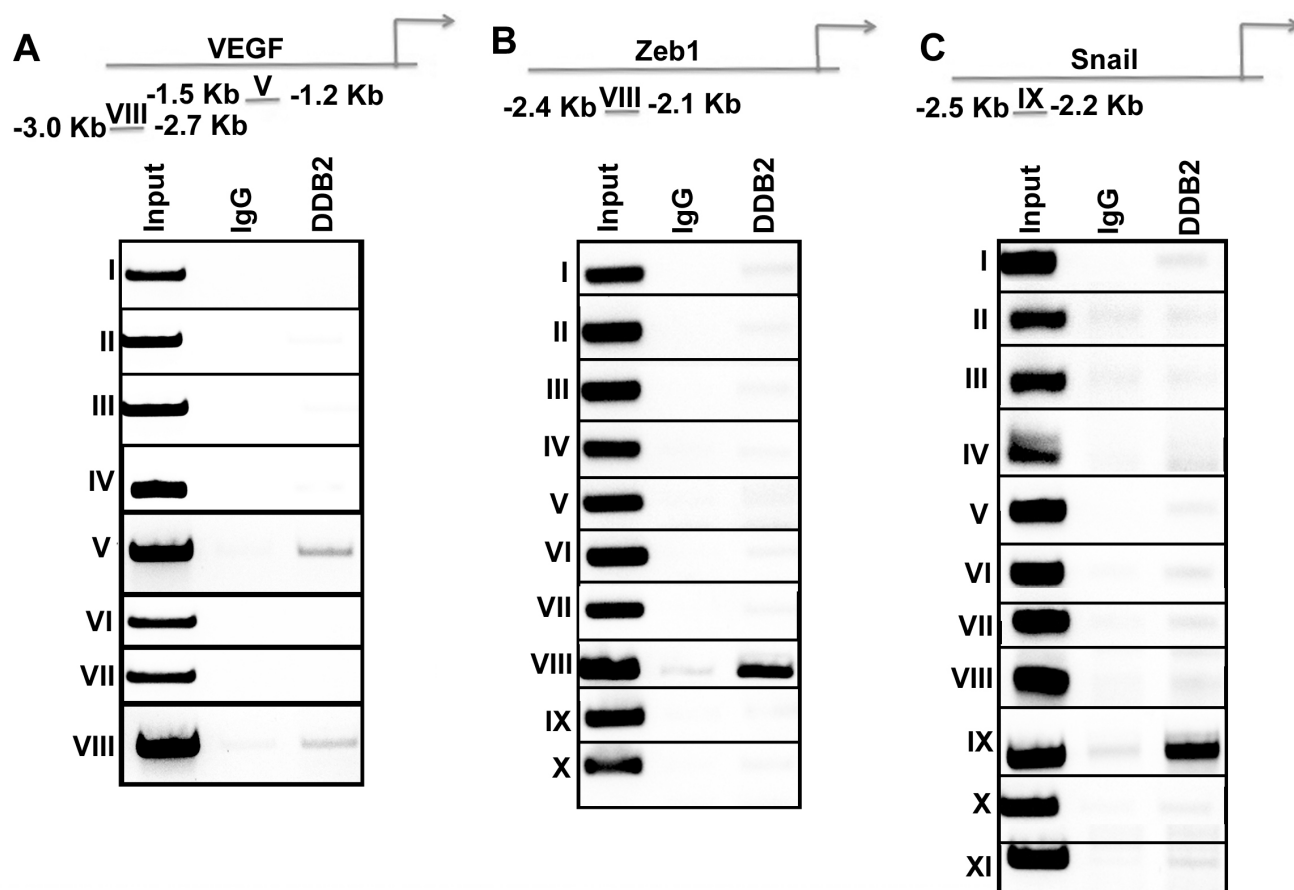 A
VEGF
-1.5 Kb V -1.2 Kb
-3.0 Kb VIII -2.7 Kb
Input IgG DDB2
I
II
III
IV
V
VI
VII
VIII
B
Zeb1
-2.4 Kb VIII -2.1 Kb
Input IgG DDB2
I
II
III
IV
V
VI
VII
VIII
IX
X
C
Snail
-2.5 Kb IX -2.2 Kb
Input IgG DDB2
I
II
III
IV
V
VI
VII
VIII
IX
X
XI